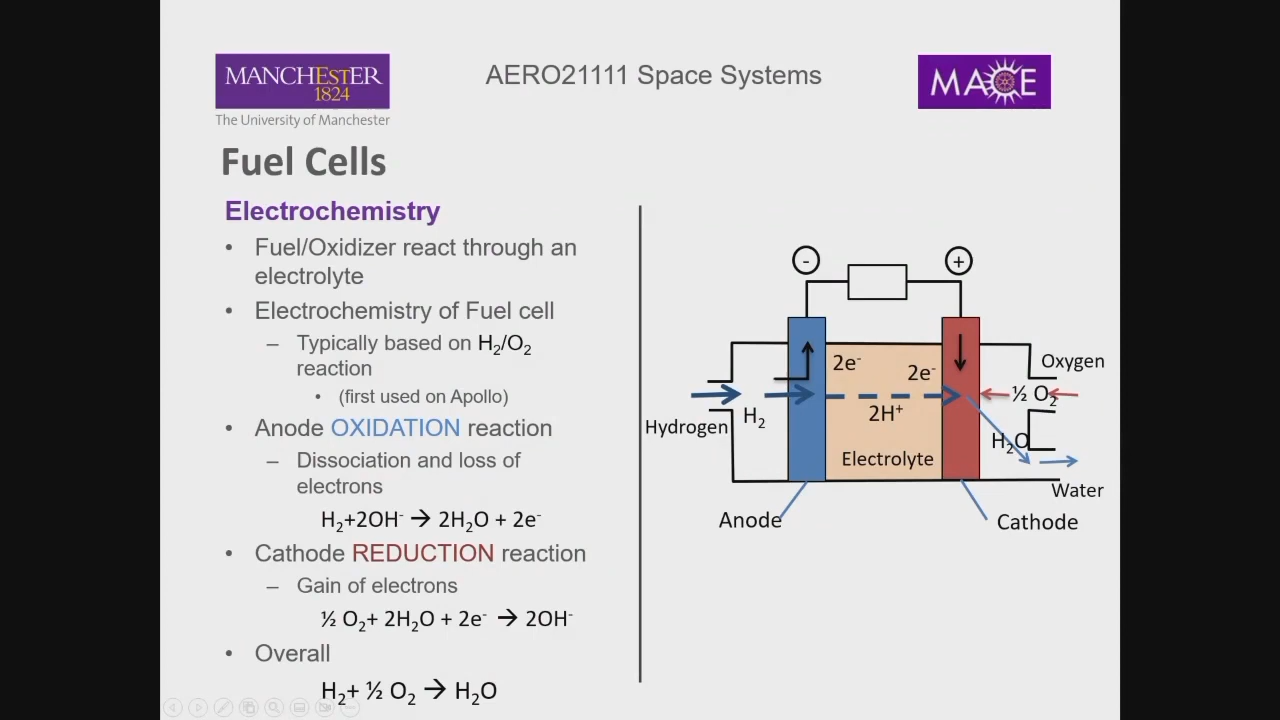 MANCHESTER
1824
The University of Manchester
AERO21111 Space Systems
MACE
Fuel Cells
Electrochemistry
• Fuel/Oxidizer react through an
electrolyte
• Electrochemistry of Fuel cell
– Typically based on H₂/O₂
reaction
• (first used on Apollo)
• Anode OXIDATION reaction
– Dissociation and loss of
electrons
H₂+2OH⁻ → 2H₂O + 2e⁻
• Cathode REDUCTION reaction
– Gain of electrons
½ O₂+ 2H₂O + 2e⁻ → 2OH⁻
• Overall
H₂+ ½ O₂ → H₂O
- +
2e⁻
2e⁻
Oxygen
½ O₂
2H⁺
H₂
Hydrogen
H₂O
Electrolyte
Water
Anode
Cathode